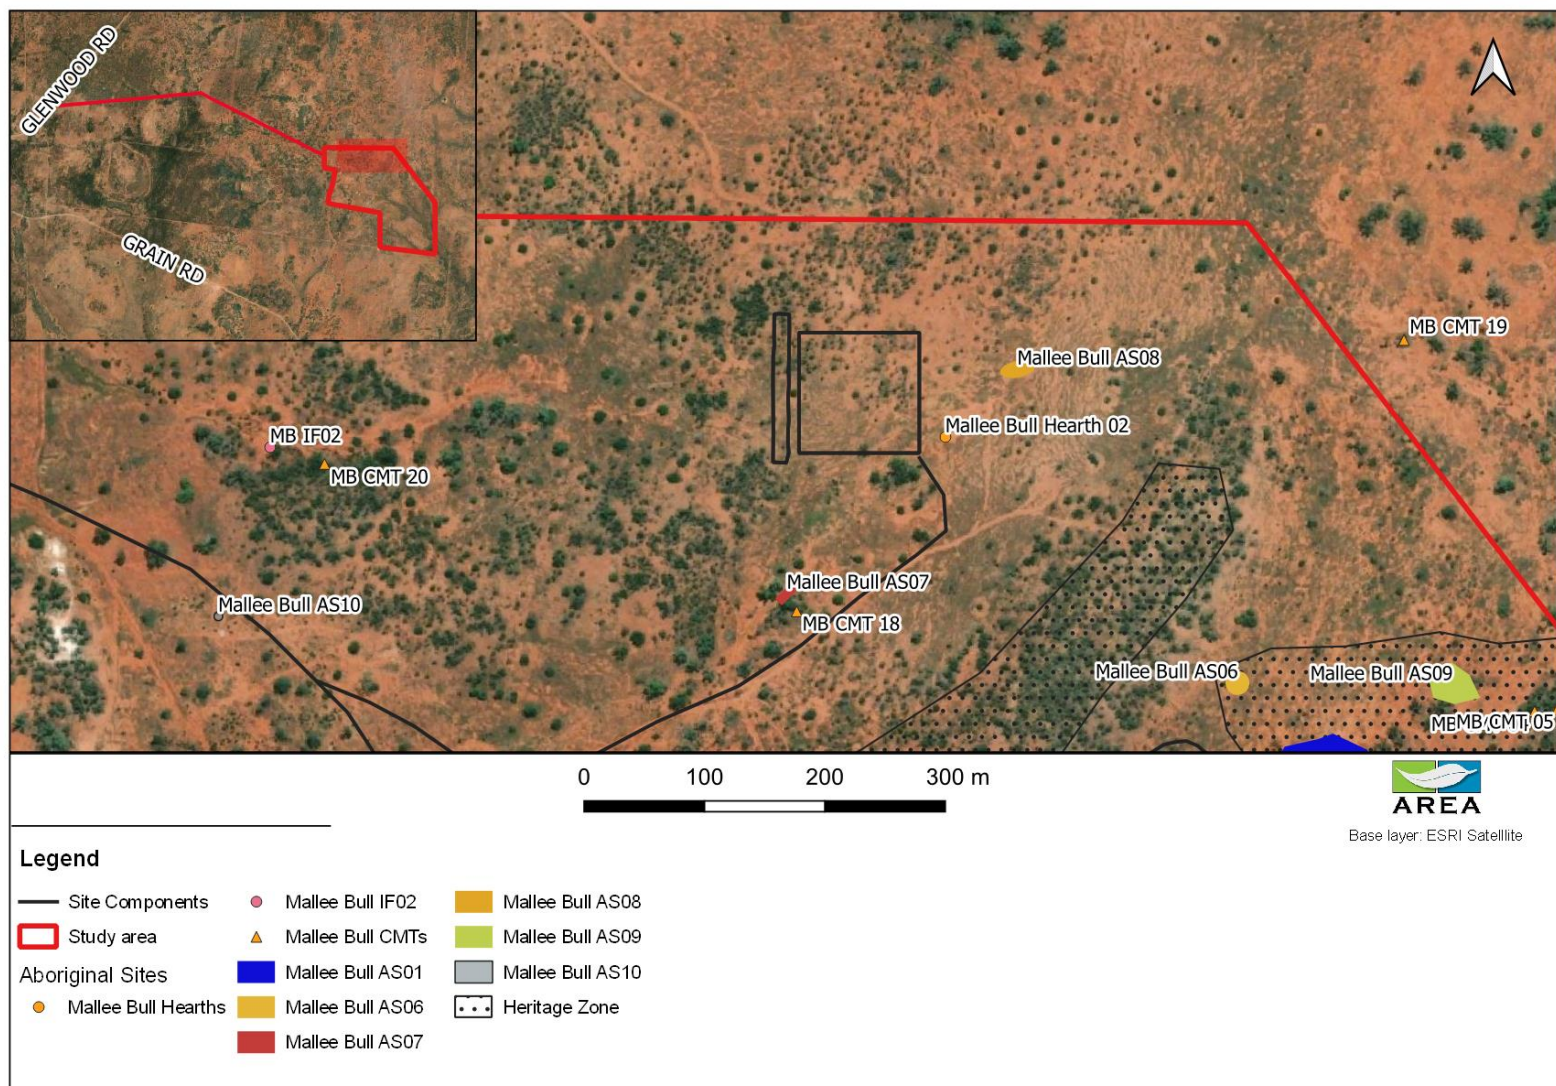 GLENWOOD RD
GRAIN RD
MB CMT 19
Mallee Bull AS08
Mallee Bull Hearth 02
MB IF02
MB CMT 20
Mallee Bull AS07
Mallee Bull AS10
MB CMT 18
Mallee Bull AS06
Mallee Bull AS09
MB CMT 05
0 100 200 300 m
AREA
Base layer: ESRI Satelllite
Legend
Site Components
Study area
Aboriginal Sites
Mallee Bull Hearths
Mallee Bull IF02
Mallee Bull CMTs
Mallee Bull AS01
Mallee Bull AS06
Mallee Bull AS07
Mallee Bull AS08
Mallee Bull AS09
Mallee Bull AS10
Heritage Zone